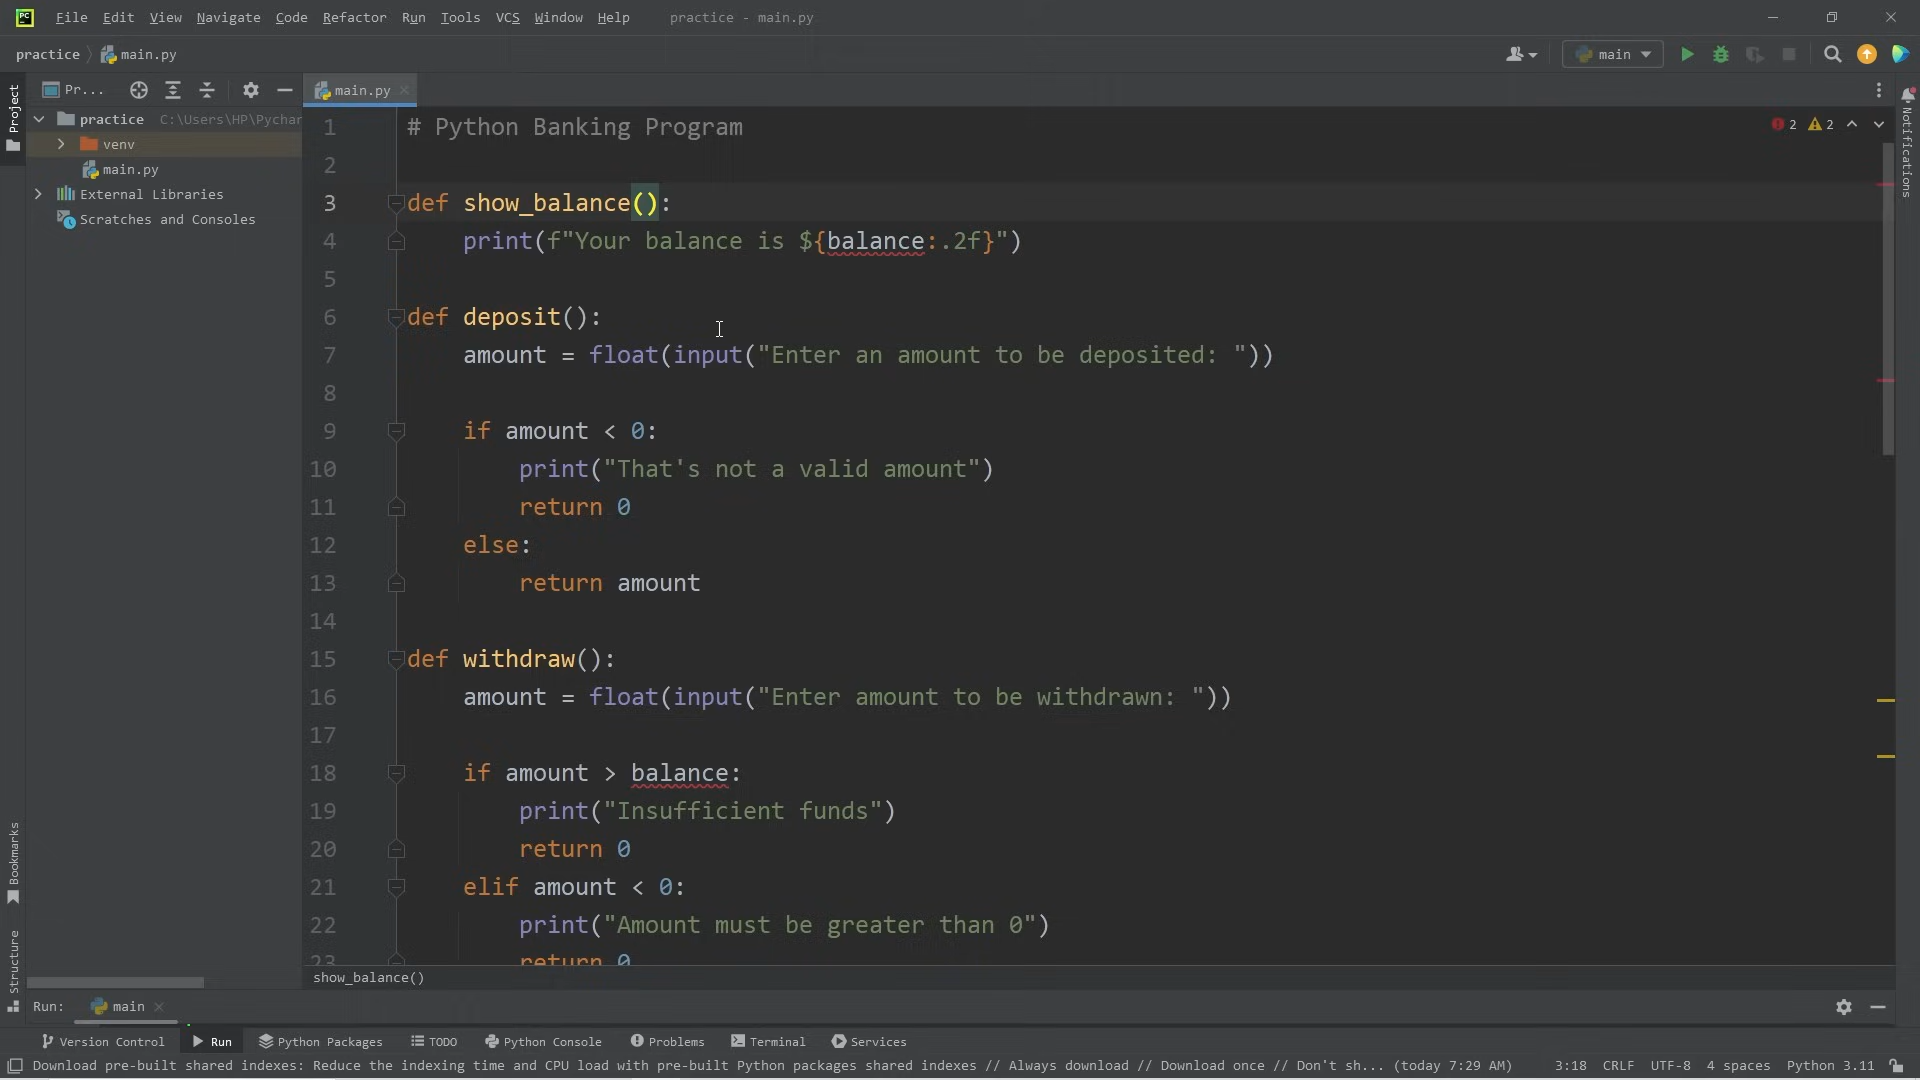 File Edit View Navigate Code Refactor Run Tools VCS Window Help practice - main.py
practice main.py main
Pr... main.py
Project
practice C:\Users\HP\Pychar
venv
main.py
External Libraries
Scratches and Consoles
Bookmarks
Structure
Notifications
2 2
1 # Python Banking Program
2
3 def show_balance():
4 print(f"Your balance is ${balance:.2f}")
5
6 def deposit():
7 amount = float(input("Enter an amount to be deposited: "))
8
9 if amount < 0:
10 print("That's not a valid amount")
11 return 0
12 else:
13 return amount
14
15 def withdraw():
16 amount = float(input("Enter amount to be withdrawn: "))
17
18 if amount > balance:
19 print("Insufficient funds")
20 return 0
21 elif amount < 0:
22 print("Amount must be greater than 0")
23 return 0
show_balance()
Run: main
Version Control Run Python Packages TODO Python Console Problems Terminal Services
Download pre-built shared indexes: Reduce the indexing time and CPU load with pre-built Python packages shared indexes // Always download // Download once // Don't sh... (today 7:29 AM) 3:18 CRLF UTF-8 4 spaces Python 3.11